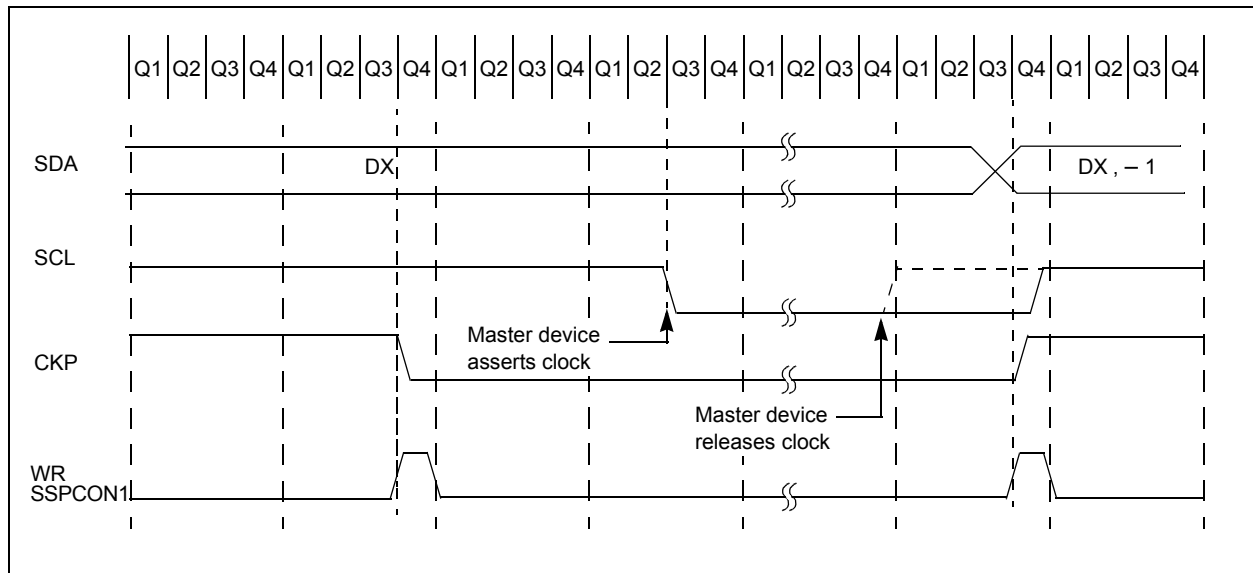 Q1 Q2 Q3 Q4 Q1 Q2 Q3 Q4 Q1 Q2 Q3 Q4 Q1 Q2 Q3 Q4 Q1 Q2 Q3 Q4 Q1 Q2 Q3 Q4 Q1 Q2 Q3 Q4
SDA
DX
DX , – 1
SCL
Master device
asserts clock
CKP
Master device
releases clock
WR
SSPCON1